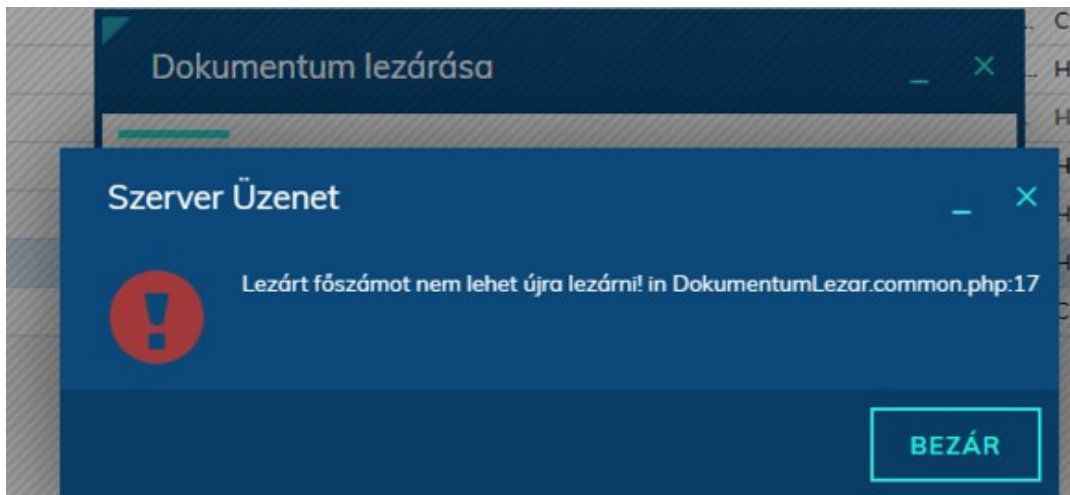 Dokumentum lezárása
Szerver Üzenet
Lezárt főszámot nem lehet újra lezárni! in DokumentumLezar.common.php:17
BEZÁR